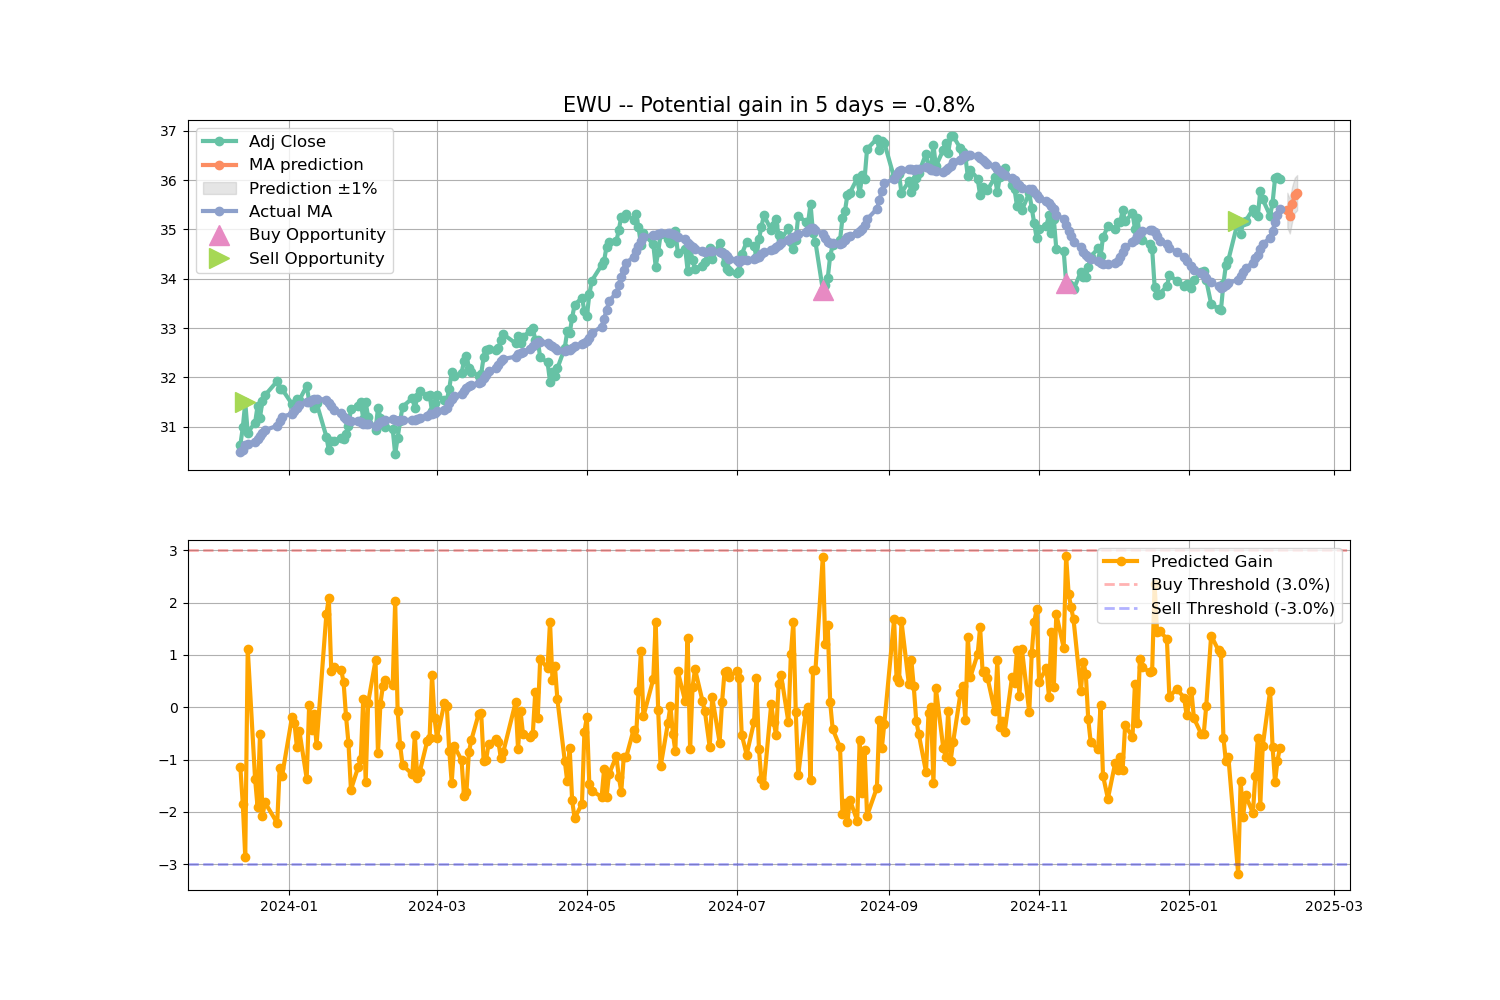 EWU -- Potential gain in 5 days = -0.8%
37
36
35
34
33
32
31
Adj Close
MA prediction
Prediction ±1%
Actual MA
Buy Opportunity
Sell Opportunity
3
2
1
0
−1
−2
−3
Predicted Gain
Buy Threshold (3.0%)
Sell Threshold (-3.0%)
2024-01
2024-03
2024-05
2024-07
2024-09
2024-11
2025-01
2025-03